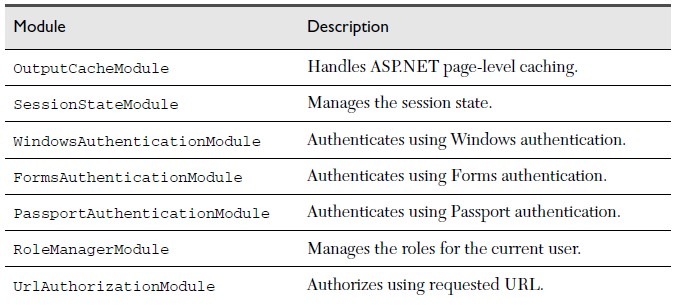 Module Description
OutputCacheModule Handles ASP.NET page-level caching.
SessionStateModule Manages the session state.
WindowsAuthenticationModule Authenticates using Windows authentication.
FormsAuthenticationModule Authenticates using Forms authentication.
PassportAuthenticationModule Authenticates using Passport authentication.
RoleManagerModule Manages the roles for the current user.
UrlAuthorizationModule Authorizes using requested URL.